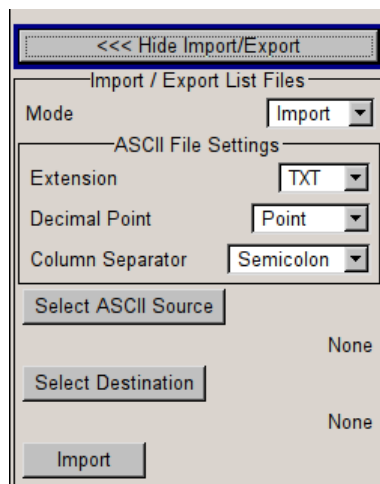 <<< Hide Import/Export
Import / Export List Files
Mode Import
ASCII File Settings
Extension TXT
Decimal Point Point
Column Separator Semicolon
Select ASCII Source
None
Select Destination
None
Import